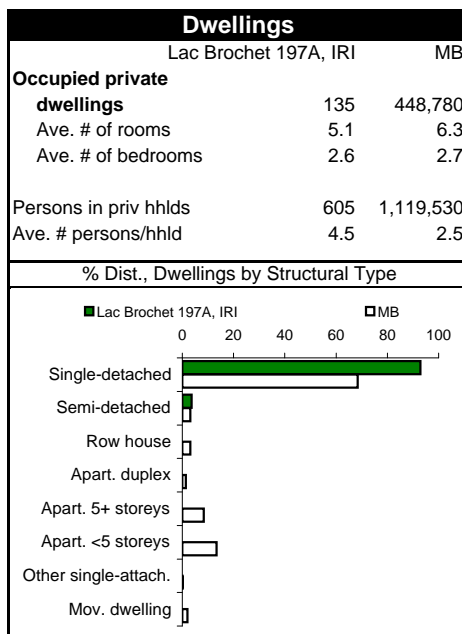 Dwellings
Lac Brochet 197A, IRI MB
Occupied private
dwellings 135 448,780
Ave. # of rooms 5.1 6.3
Ave. # of bedrooms 2.6 2.7
Persons in priv hhlds 605 1,119,530
Ave. # persons/hhld 4.5 2.5
% Dist., Dwellings by Structural Type
Lac Brochet 197A, IRI MB
0 20 40 60 80 100
Single-detached
Semi-detached
Row house
Apart. duplex
Apart. 5+ storeys
Apart. <5 storeys
Other single-attach.
Mov. dwelling